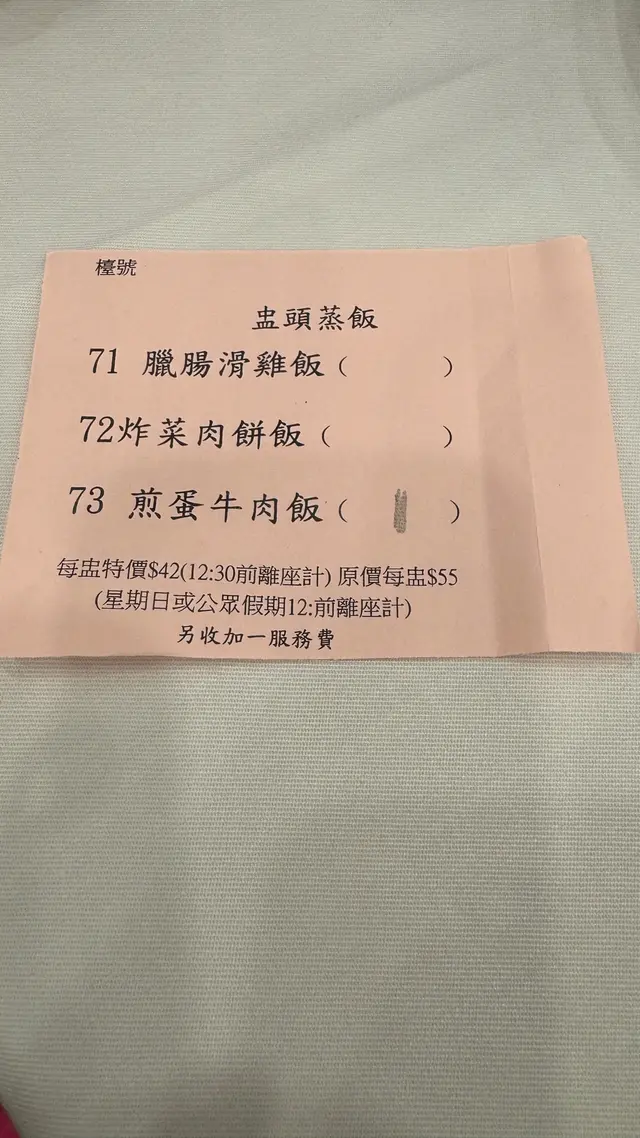 檯號
盅頭蒸飯
71 臘腸滑雞飯 ( )
72炸菜肉餅飯 ( )
73 煎蛋牛肉飯 ( )
每盅特價$42(12:30前離座計) 原價每盅$55
(星期日或公眾假期12:前離座計)
另收加一服務費